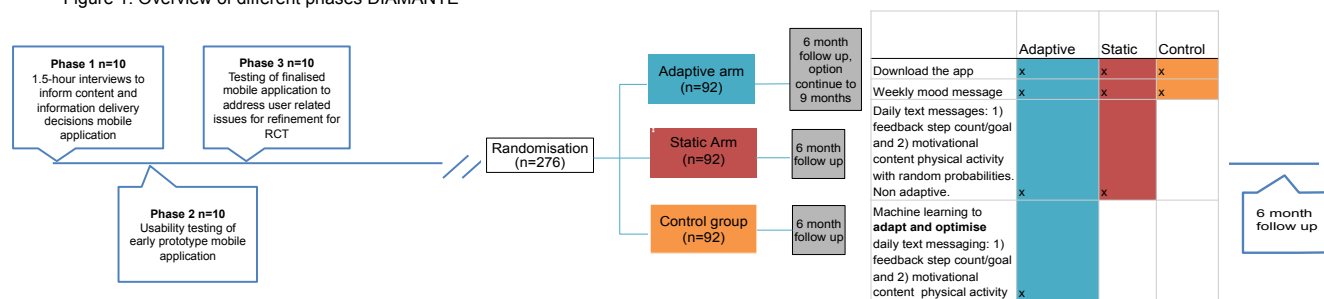 Figure 1. Overview of different phases DIAMANTE
Phase 1 n=10
1.5-hour interviews to
inform content and
information delivery
decisions mobile
application
Phase 3 n=10
Testing of finalised
mobile application to
address user related
issues for refinement for
RCT
Phase 2 n=10
Usability testing of
early prototype mobile
application
Randomisation
(n=276)
Adaptive arm
(n=92)
6 month
follow up,
option
continue to
9 months
Static Arm
(n=92)
6 month
follow up
Control group
(n=92)
6 month
follow up
Adaptive Static Control
Download the app x x x
Weekly mood message x x x
Daily text messages: 1)
feedback step count/goal
and 2) motivational
content physical activity
with random probabilities.
Non adaptive. x x
Machine learning to
adapt and optimise
daily text messaging: 1)
feedback step count/goal
and 2) motivational
content physical activity x
6 month
follow up